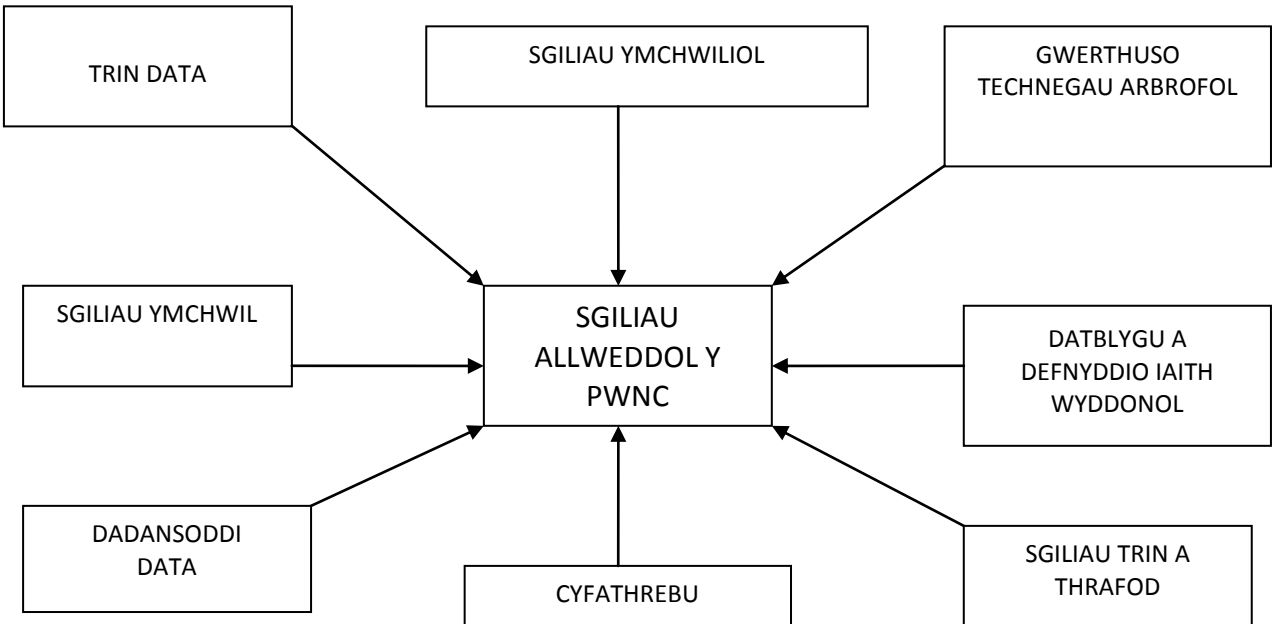 TRIN DATA
SGILIAU YMCHWILIOL
GWERTHUSO
TECHNEGAU ARBROFOL
SGILIAU YMCHWIL
SGILIAU
ALLWEDDOL Y
PWNC
DATBLYGU A
DEFNYDDIO IAITH
WYDDONOL
DADANSODDI
DATA
CYFATHREBU
SGILIAU TRIN A
THRAFOD